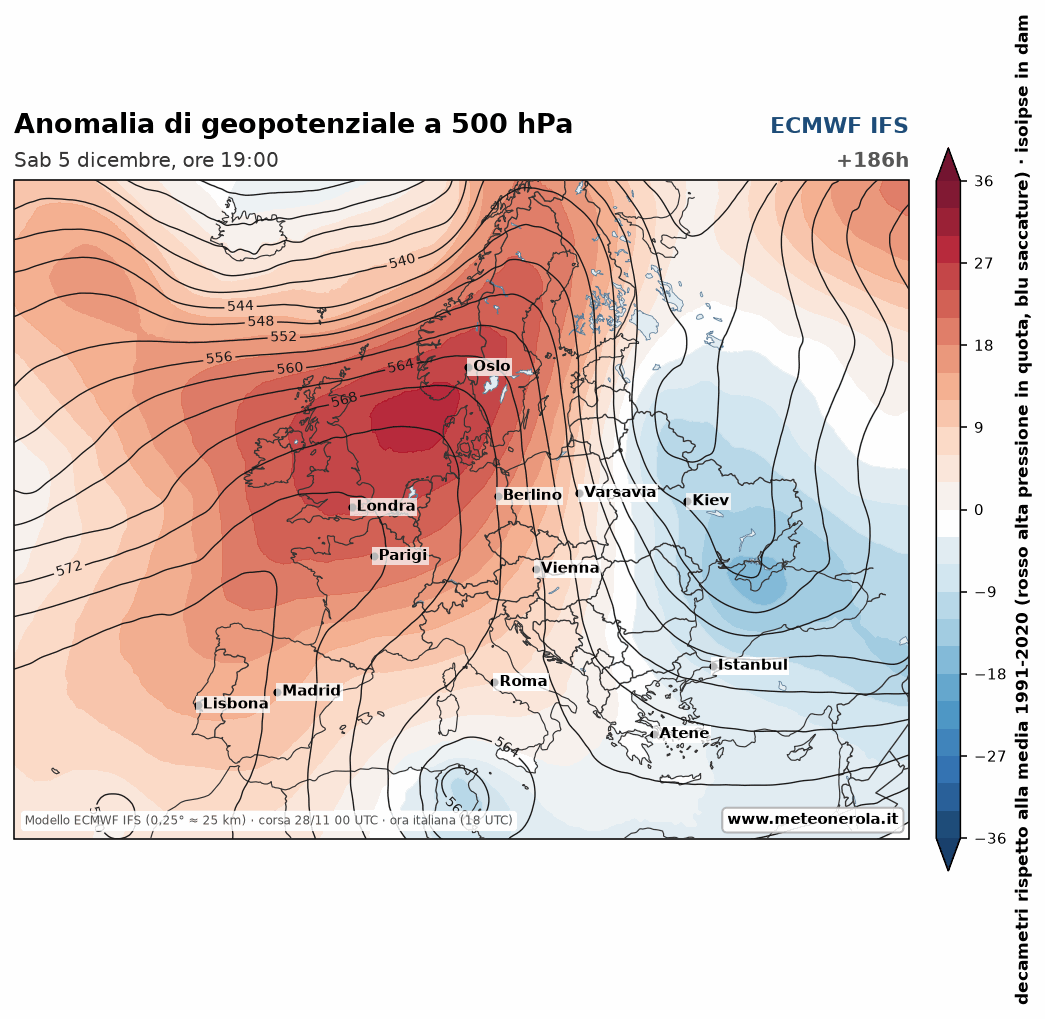 Anomalia di geopotenziale a 500 hPa
ECMWF IFS
Sab 5 dicembre, ore 19:00
+186h
540
544
548
552
556
560
564
568
572
564
Oslo
Londra
Berlino
Varsavia
Kiev
Parigi
Vienna
Istanbul
Roma
Madrid
Lisbona
Atene
Modello ECMWF IFS (0,25° ≈ 25 km) · corsa 28/11 00 UTC · ora italiana (18 UTC)
www.meteonerola.it
36
27
18
9
0
−9
−18
−27
−36
decametri rispetto alla media 1991-2020 (rosso alta pressione in quota, blu saccature) · isoipse in dam